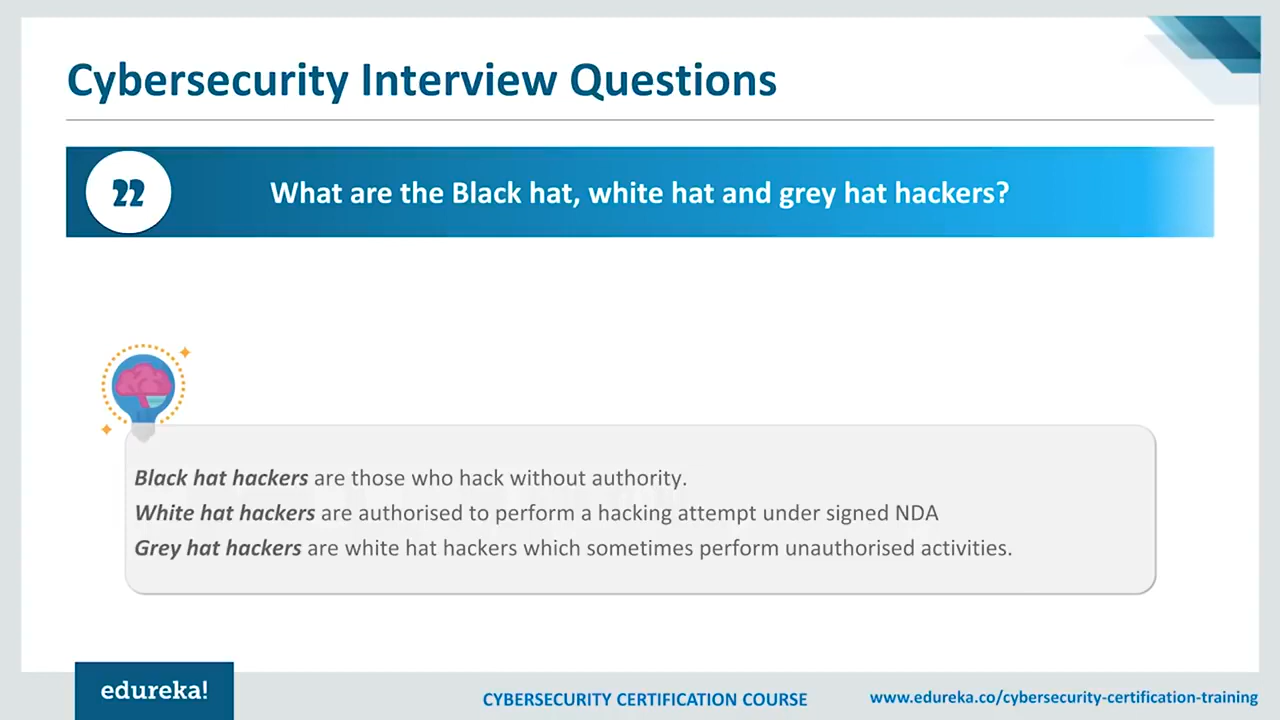 Cybersecurity Interview Questions
22
What are the Black hat, white hat and grey hat hackers?
Black hat hackers are those who hack without authority.
White hat hackers are authorised to perform a hacking attempt under signed NDA
Grey hat hackers are white hat hackers which sometimes perform unauthorised activities.
edureka!
CYBERSECURITY CERTIFICATION COURSE
www.edureka.co/cybersecurity-certification-training